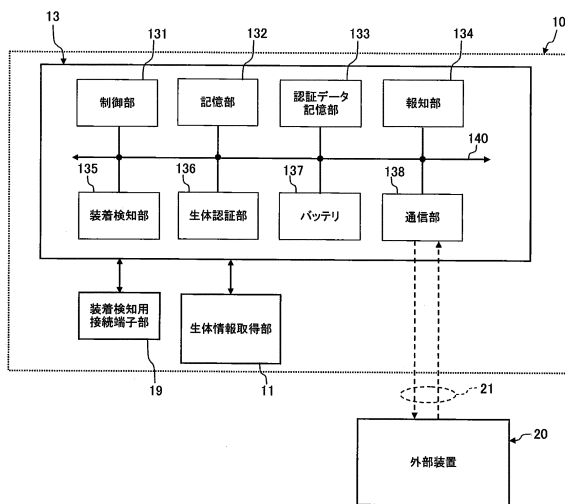 13
131
132
133
134
10
制御部
記憶部
認証データ
記憶部
報知部
140
135
136
137
138
装着検知部
生体認証部
バッテリ
通信部
装着検知用
接続端子部
生体情報取得部
19
11
21
外部装置
20